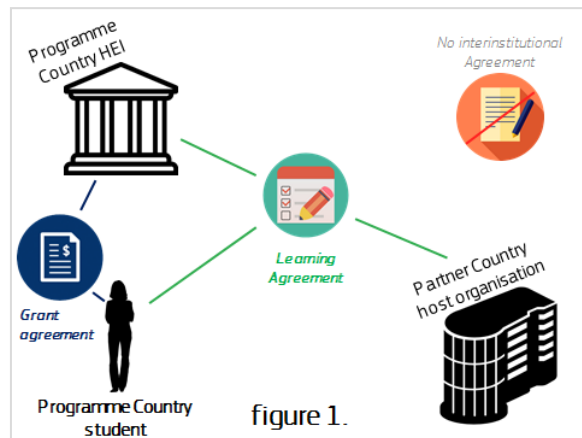 Programme
Country HEI
No interinstitutional
Agreement
$
Learning
Agreement
Partner Country
host organisation
Grant
agreement
Programme Country
student
figure 1.